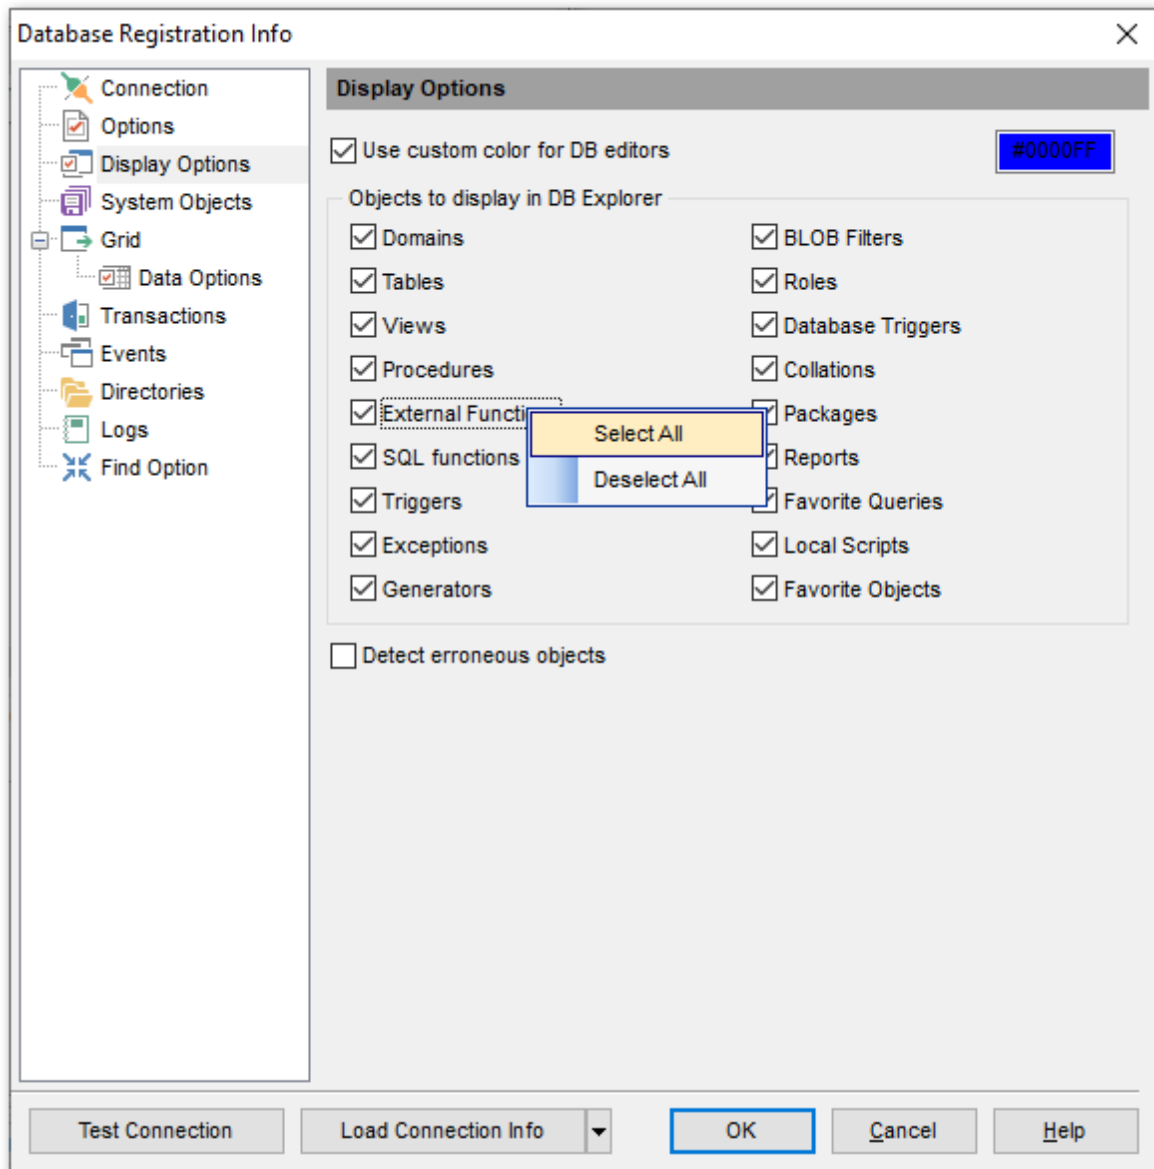 Database Registration Info
Connection
Options
Display Options
System Objects
Grid
Data Options
Transactions
Events
Directories
Logs
Find Option
Display Options
Use custom color for DB editors
#0000FF
Objects to display in DB Explorer
Domains
Tables
Views
Procedures
External Functi
SQL functions
Triggers
Exceptions
Generators
BLOB Filters
Roles
Database Triggers
Collations
Packages
Reports
Favorite Queries
Local Scripts
Favorite Objects
Select All
Deselect All
Detect erroneous objects
Test Connection
Load Connection Info
OK
Cancel
Help